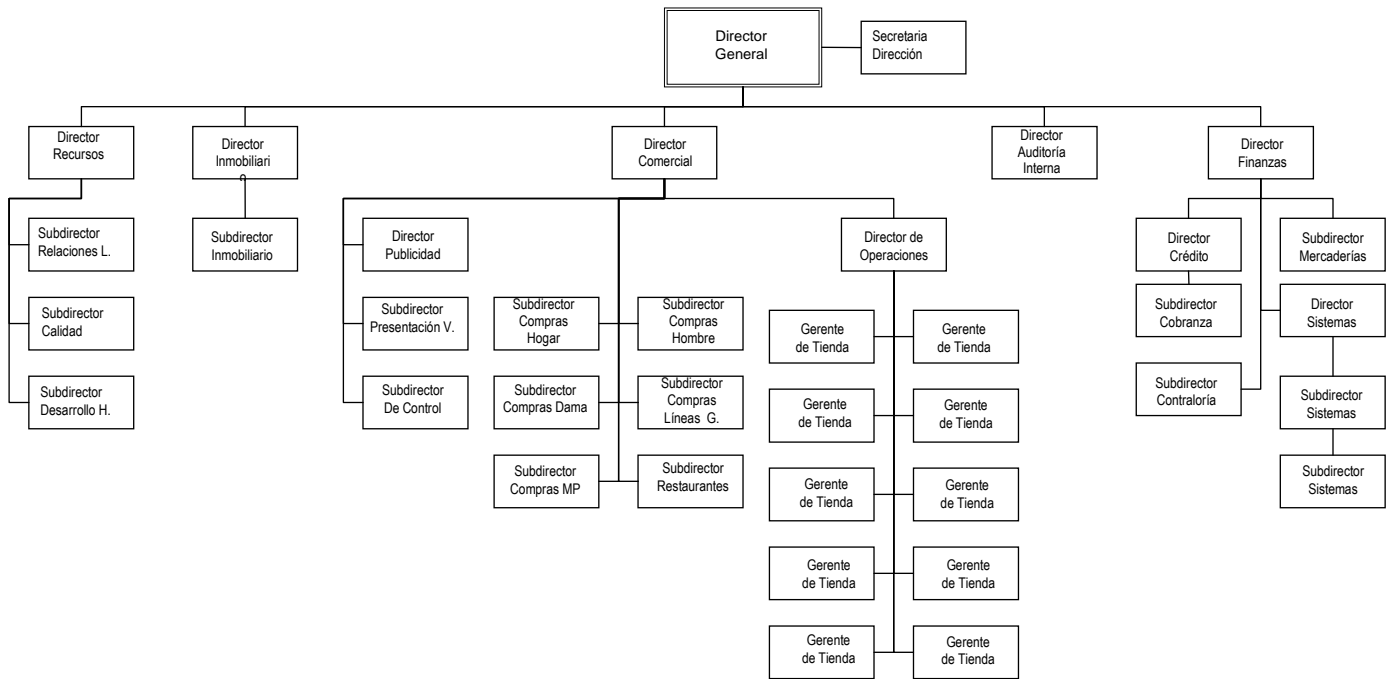 Director
General
Secretaria
Dirección
Director
Recursos
Director
Inmobiliari
o
Director
Comercial
Director
Auditoría
Interna
Director
Finanzas
Subdirector
Relaciones L.
Subdirector
Inmobiliario
Director
Publicidad
Director de
Operaciones
Director
Crédito
Subdirector
Mercaderías
Subdirector
Calidad
Subdirector
Presentación V.
Subdirector
Compras
Hogar
Subdirector
Compras
Hombre
Gerente
de Tienda
Gerente
de Tienda
Subdirector
Cobranza
Director
Sistemas
Subdirector
Desarrollo H.
Subdirector
De Control
Subdirector
Compras Dama
Subdirector
Compras
Líneas G.
Gerente
de Tienda
Gerente
de Tienda
Subdirector
Contraloría
Subdirector
Sistemas
Subdirector
Compras MP
Subdirector
Restaurantes
Gerente
de Tienda
Gerente
de Tienda
Subdirector
Sistemas
Gerente
de Tienda
Gerente
de Tienda
Gerente
de Tienda
Gerente
de Tienda